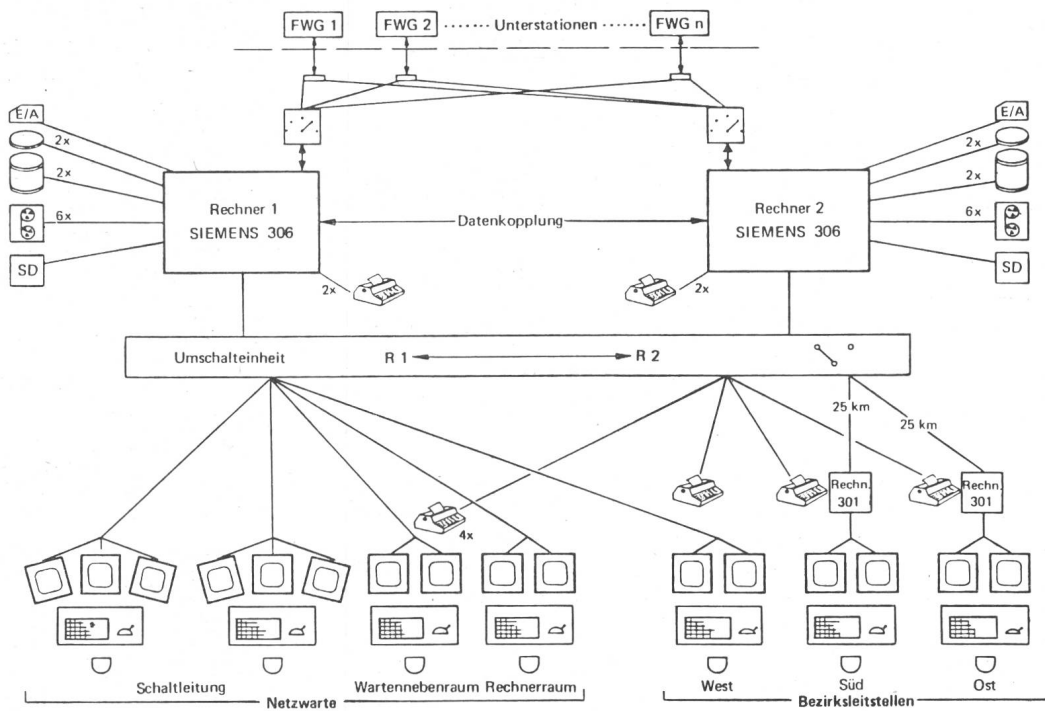 FWG 1 FWG 2 ....... Unterstationen ....... FWG n
E/A
2x
2x
6x
SD
Rechner 1
SIEMENS 306
2x
Datenkopplung
Rechner 2
SIEMENS 306
2x
E/A
2x
2x
6x
SD
Umschalteinheit R 1 R 2
25 km
25 km
4x
Rechn.
301
Rechn.
301
Schaltleitung Wartennebenraum Rechnerraum
Netzwarte
West Süd Ost
Bezirksleitstellen